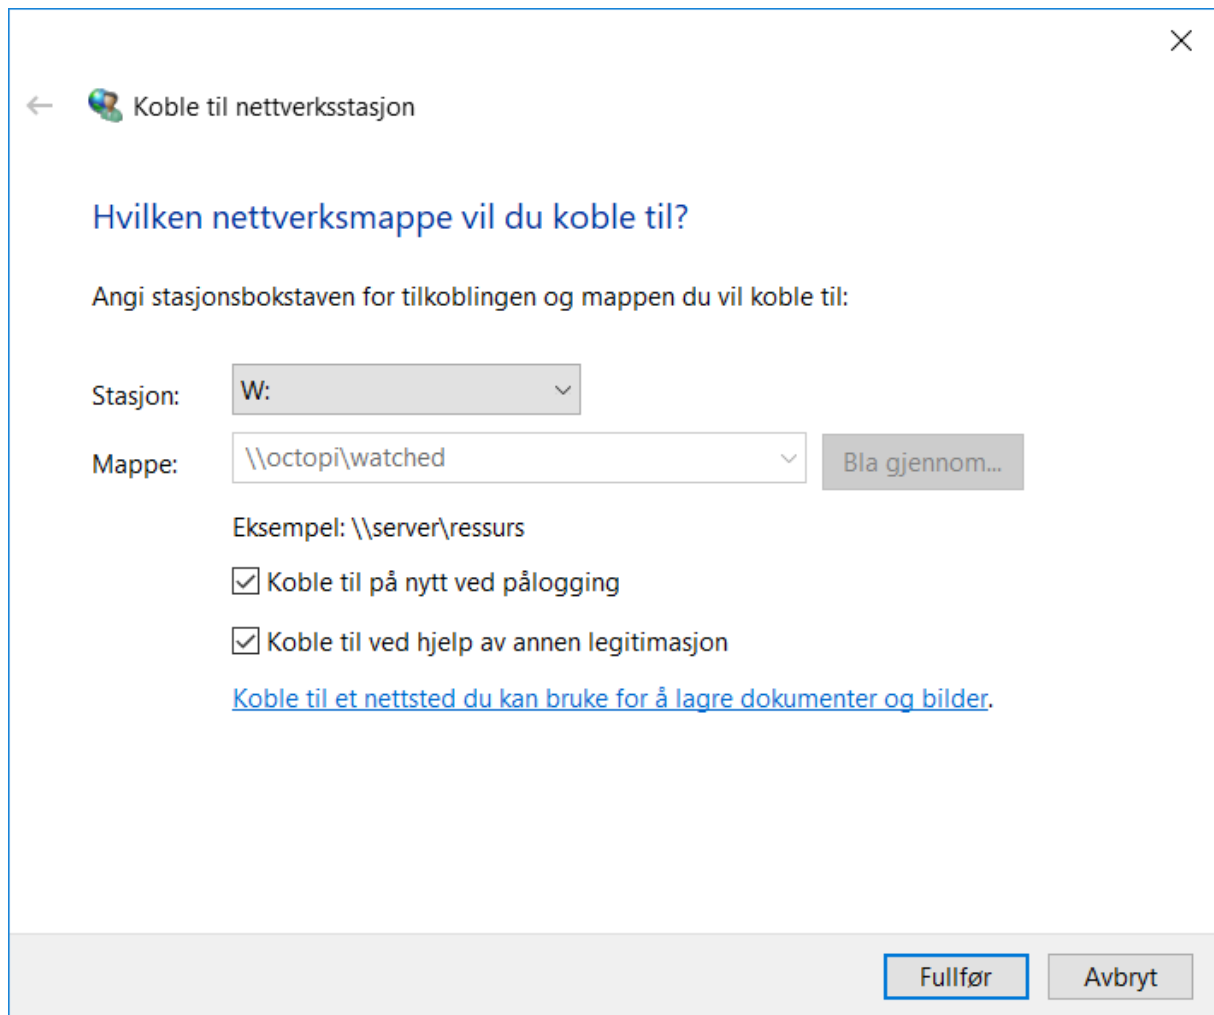 Koble til nettverksstasjon
Hvilken nettverksmappe vil du koble til?
Angi stasjonsbokstaven for tilkoblingen og mappen du vil koble til:
Stasjon: W:
Mappe: \\octopi\watched Bla gjennom...
Eksempel: \\server\ressurs
Koble til på nytt ved pålogging
Koble til ved hjelp av annen legitimasjon
Koble til et nettsted du kan bruke for å lagre dokumenter og bilder.
Fullfør Avbryt